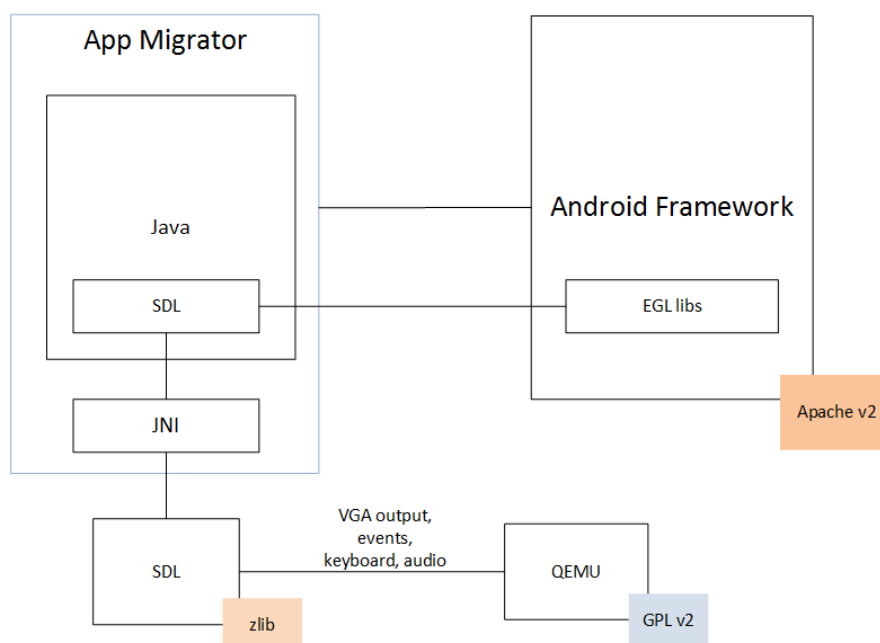 App Migrator
Java
SDL
JNI
Android Framework
EGL libs
Apache v2
SDL
zlib
VGA output,
events,
keyboard, audio
QEMU
GPL v2